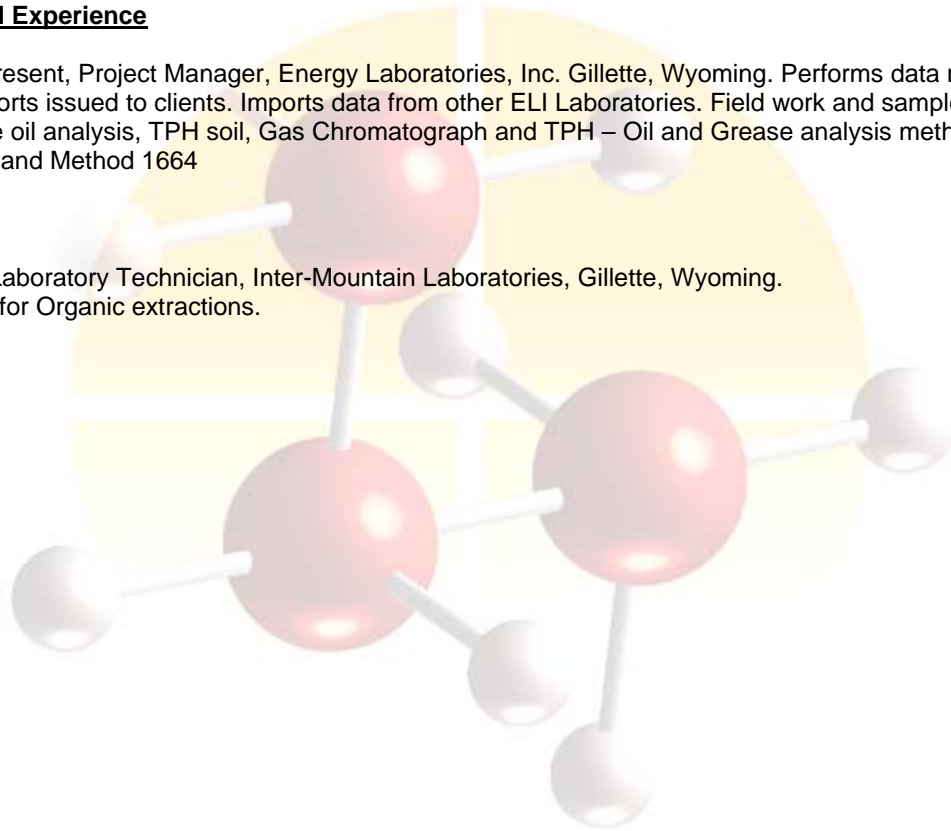 l Experience
resent, Project Manager, Energy Laboratories, Inc. Gillette, Wyoming. Performs data
orts issued to clients. Imports data from other ELI Laboratories. Field work and sampl
e oil analysis, TPH soil, Gas Chromatograph and TPH – Oil and Grease analysis meth
and Method 1664
aboratory Technician, Inter-Mountain Laboratories, Gillette, Wyoming.
for Organic extractions.